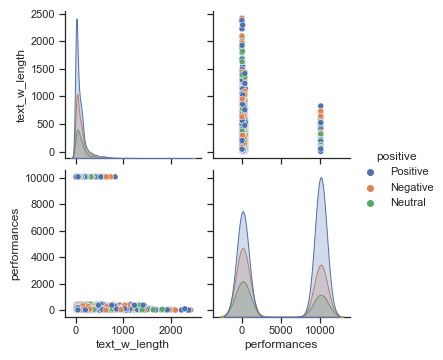 2500
2000
1500
1000
500
0
text_w_length
10000
8000
6000
4000
2000
0
performances
0
1000
2000
text_w_length
0
5000
10000
performances
positive
Positive
Negative
Neutral